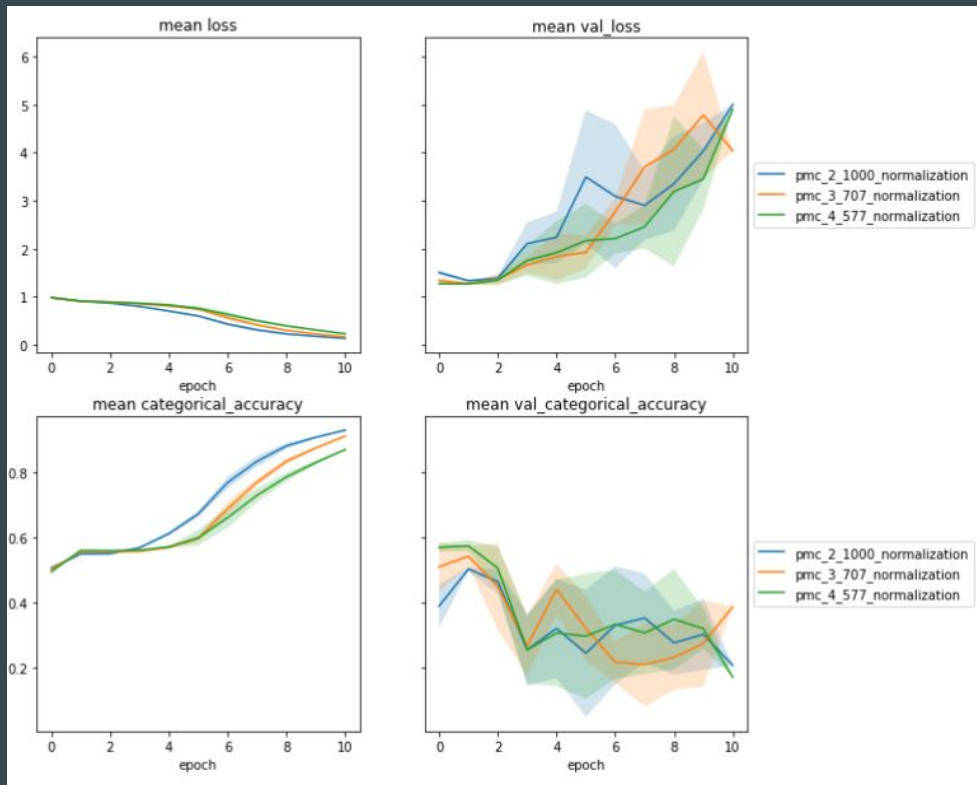 mean loss
mean val_loss
6
5
4
3
2
1
0
0 2 4 6 8 10
epoch
0 2 4 6 8 10
epoch
pmc_2_1000_normalization
pmc_3_707_normalization
pmc_4_577_normalization
mean categorical_accuracy
mean val_categorical_accuracy
0.8
0.6
0.4
0.2
0 2 4 6 8 10
epoch
0 2 4 6 8 10
epoch
pmc_2_1000_normalization
pmc_3_707_normalization
pmc_4_577_normalization